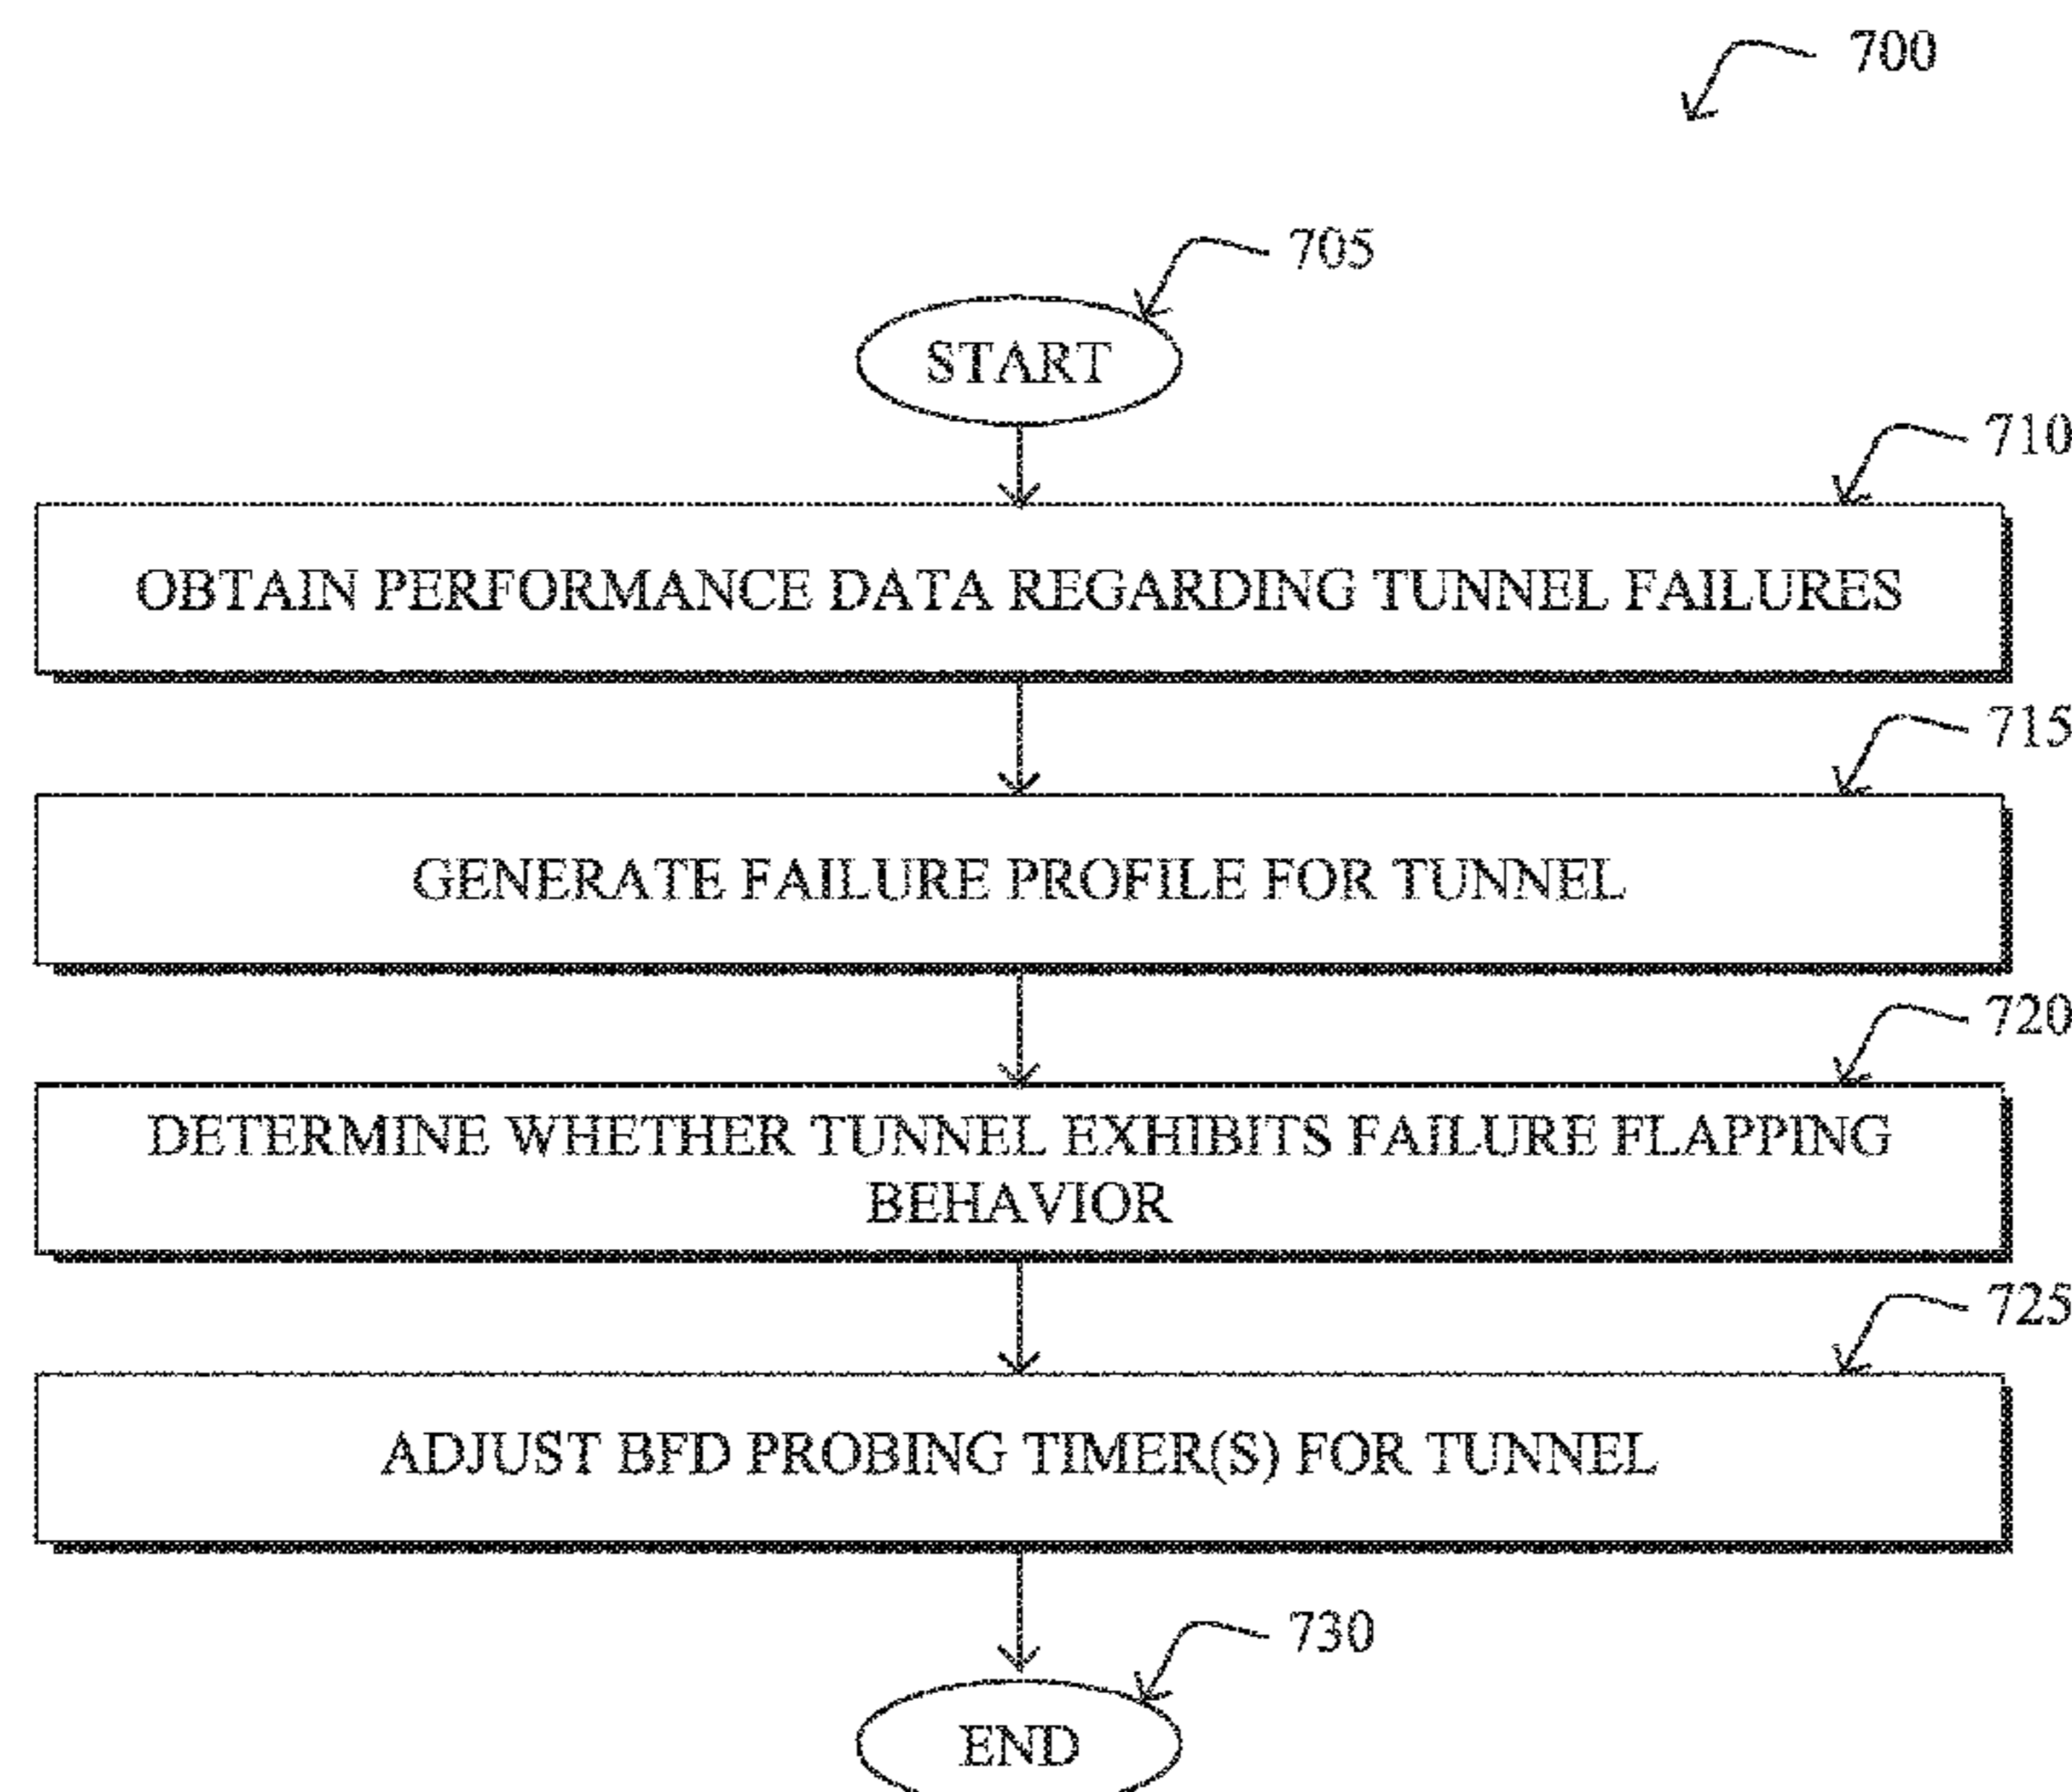 700
705
START
710
OBTAIN PERFORMANCE DATA REGARDING TUNNEL FAILURES
715
GENERATE FAILURE PROFILE FOR TUNNEL
720
DETERMINE WHETHER TUNNEL EXHIBITS FAILURE FLAPPING
BEHAVIOR
725
ADJUST BFD PROBING TIMER(S) FOR TUNNEL
730
END